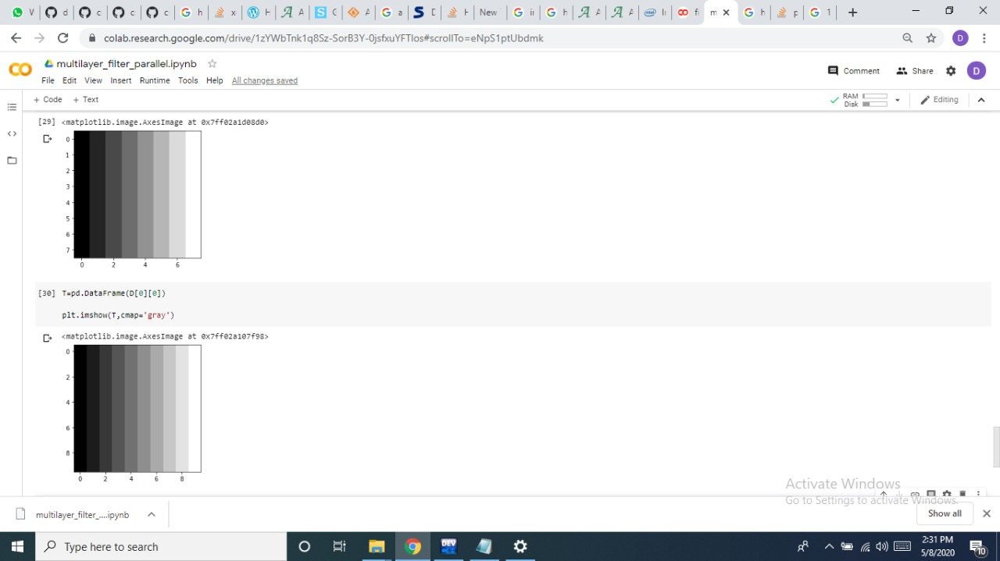 New
colab.research.google.com/drive/1zYWbTnk1q8Sz-SorB3Y-0jsfxuYFTIos#scrollTo=eNpS1ptUbdmk
D
multilayer_filter_parallel.ipynb
File Edit View Insert Runtime Tools Help All changes saved
Comment Share D
+ Code + Text
RAM
Disk
Editing
[29] <matplotlib.image.AxesImage at 0x7ff02a1d08d0>
0
1
2
3
4
5
6
7
0 2 4 6
[30] T=pd.DataFrame(D[0][0])
plt.imshow(T,cmap='gray')
<matplotlib.image.AxesImage at 0x7ff02a107f98>
0
2
4
6
8
0 2 4 6 8
Activate Windows
Go to Settings to activate Windows.
multilayer_filter_....ipynb
Show all
Type here to search
DEV
2:31 PM
5/8/2020
10